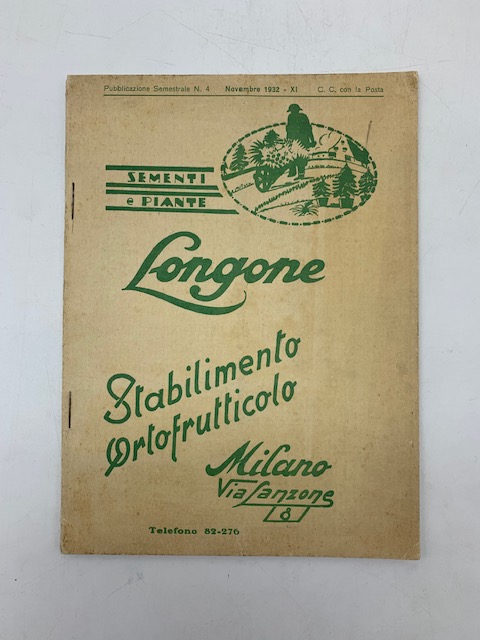 Pubblicazione Semestrale N. 4 Novembre 1932 - XI C. C. con la Posta
SEMENTI
e PIANTE
Longone
Stabilimento
Ortofrutticolo
Milano
Via Lanzone
8
Telefono 82-276